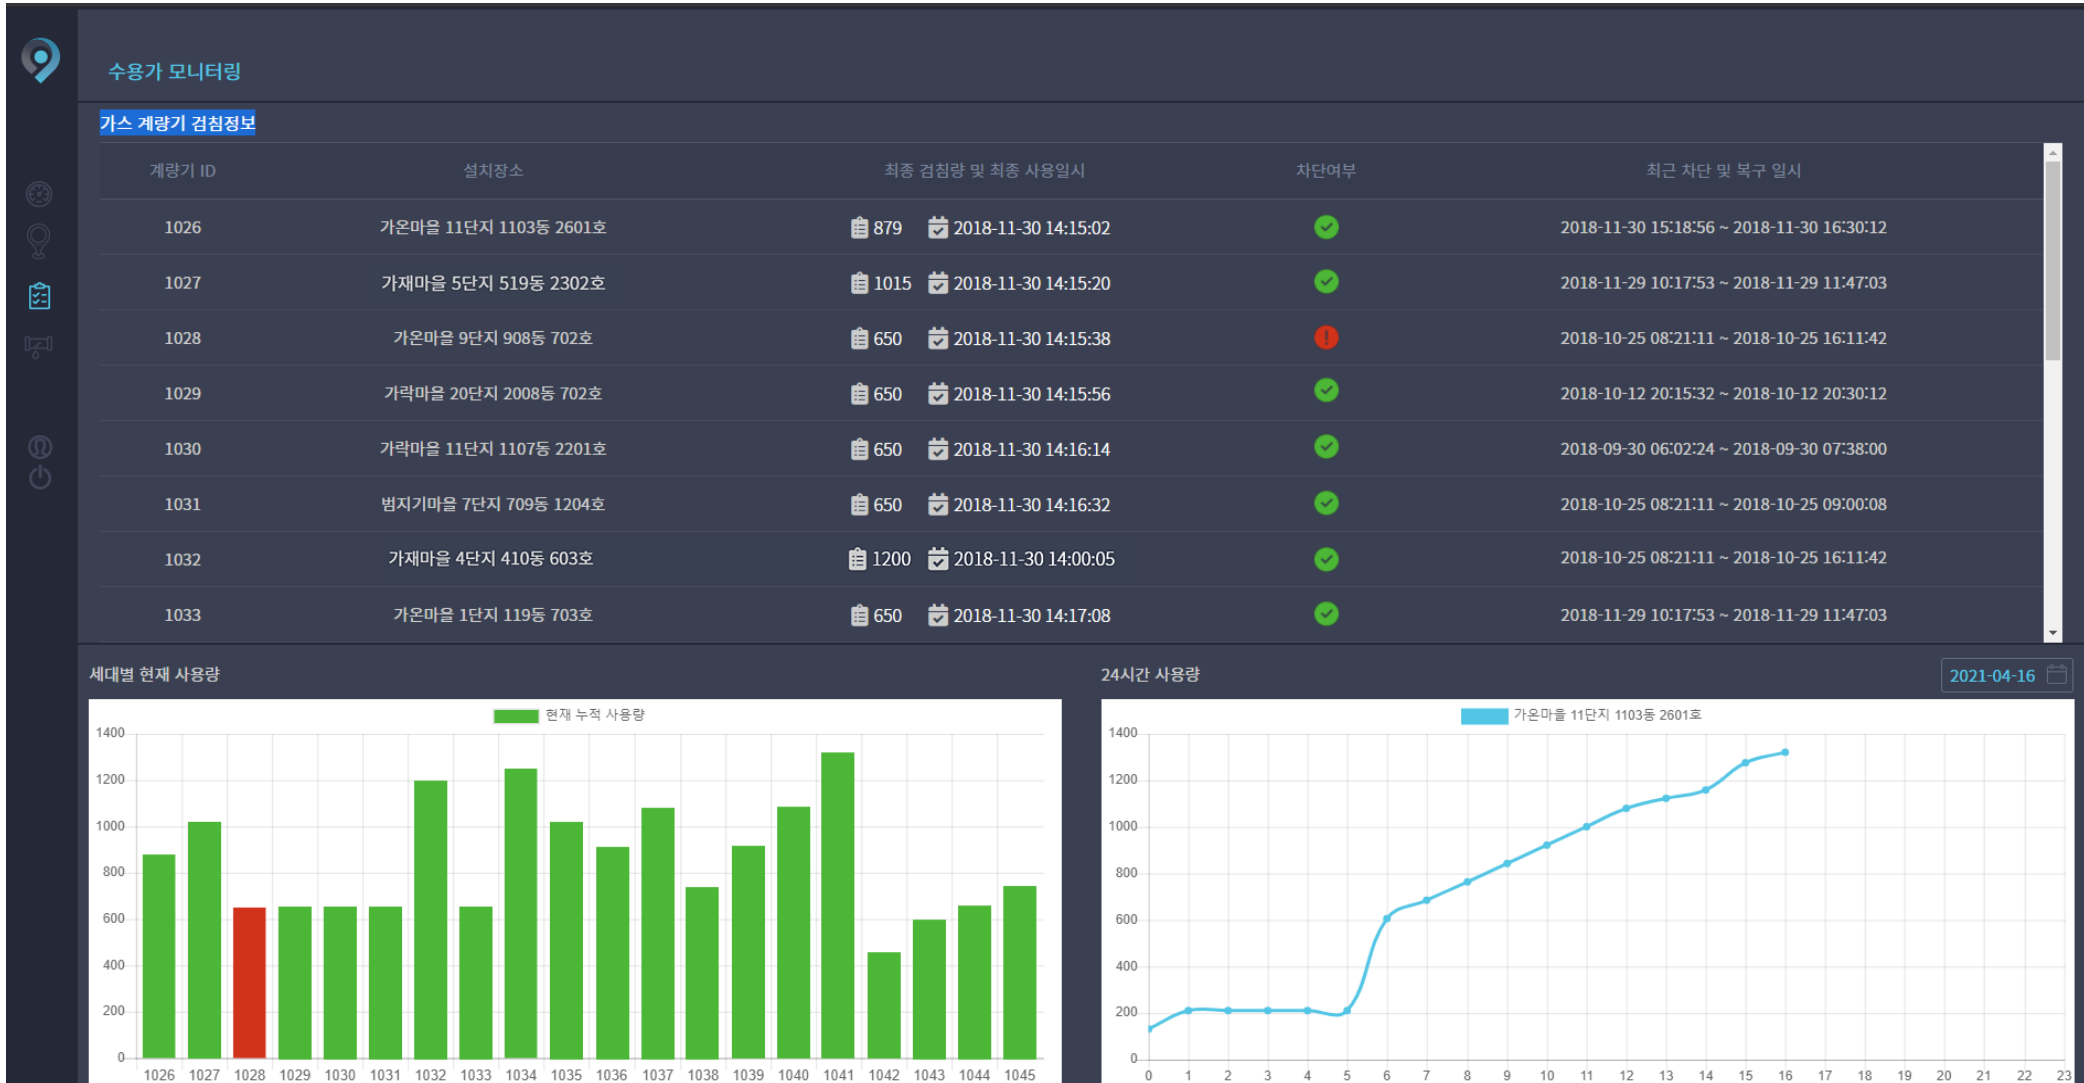 수용가 모니터링
가스 계량기 검침정보
계량기 ID 설치장소 최종 검침량 및 최종 사용일시 차단여부 최근 차단 및 복구 일시
1026 가온마을 11단지 1103동 2601호 879 2018-11-30 14:15:02 2018-11-30 15:18:56 ~ 2018-11-30 16:30:12
1027 가재마을 5단지 519동 2302호 1015 2018-11-30 14:15:20 2018-11-29 10:17:53 ~ 2018-11-29 11:47:03
1028 가온마을 9단지 908동 702호 650 2018-11-30 14:15:38 2018-10-25 08:21:11 ~ 2018-10-25 16:11:42
1029 가락마을 20단지 2008동 702호 650 2018-11-30 14:15:56 2018-10-12 20:15:32 ~ 2018-10-12 20:30:12
1030 가락마을 11단지 1107동 2201호 650 2018-11-30 14:16:14 2018-09-30 06:02:24 ~ 2018-09-30 07:38:00
1031 범지기마을 7단지 709동 1204호 650 2018-11-30 14:16:32 2018-10-25 08:21:11 ~ 2018-10-25 09:00:08
1032 가재마을 4단지 410동 603호 1200 2018-11-30 14:00:05 2018-10-25 08:21:11 ~ 2018-10-25 16:11:42
1033 가온마을 1단지 119동 703호 650 2018-11-30 14:17:08 2018-11-29 10:17:53 ~ 2018-11-29 11:47:03
세대별 현재 사용량
현재 누적 사용량
1400
1200
1000
800
600
400
200
0
1026 1027 1028 1029 1030 1031 1032 1033 1034 1035 1036 1037 1038 1039 1040 1041 1042 1043 1044 1045
24시간 사용량 2021-04-16
가온마을 11단지 1103동 2601호
1400
1200
1000
800
600
400
200
0
0 1 2 3 4 5 6 7 8 9 10 11 12 13 14 15 16 17 18 19 20 21 22 23